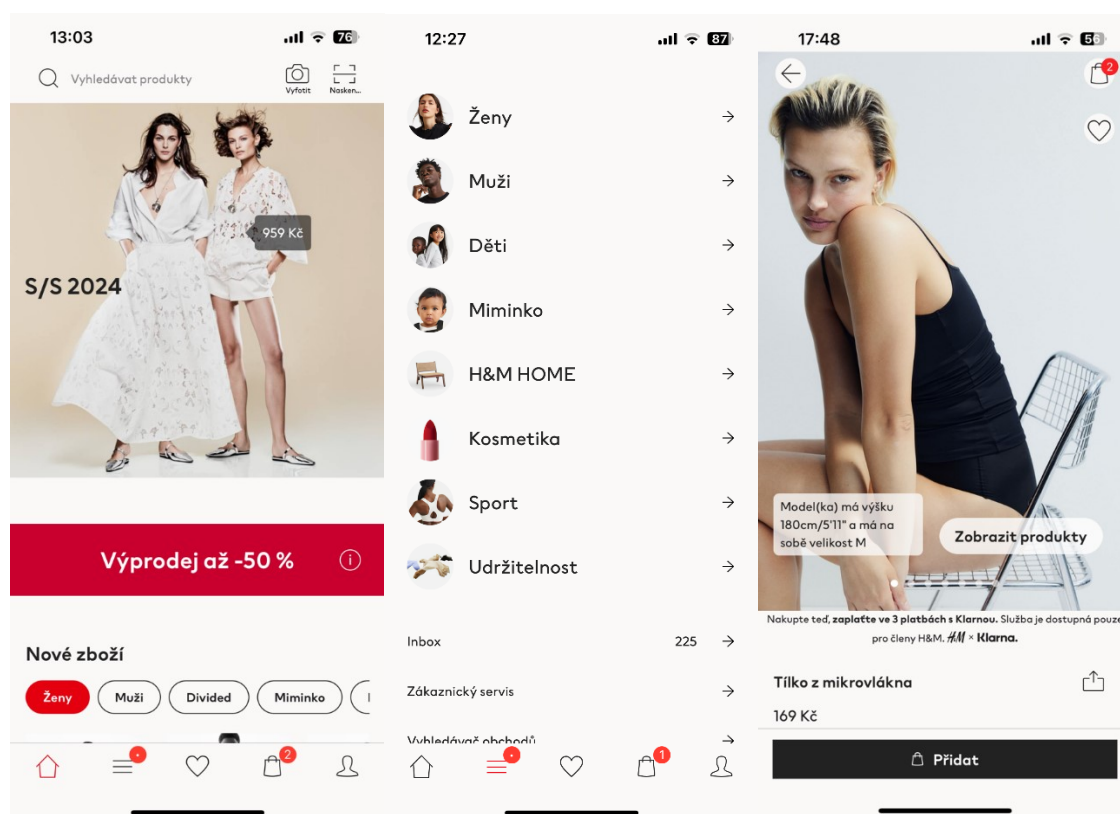 13:03
76
Vyhledávat produkty
Vyfotit
Nasken...
959 Kč
S/S 2024
Výprodej až -50 %
Nové zboží
Ženy
Muži
Divided
Miminko
2
12:27
87
Ženy
Muži
Děti
Miminko
H&M HOME
Kosmetika
Sport
Udržitelnost
Inbox
225
Zákaznický servis
Vyhledávač obchodů
1
17:48
56
2
Model(ka) má výšku
180cm/5'11" a má na
sobě velikost M
Zobrazit produkty
Nakupte teď, zaplaťte ve 3 platbách s Klarnou. Služba je dostupná pouze
pro členy H&M. H&M × Klarna.
Tílko z mikrovlákna
169 Kč
Přidat